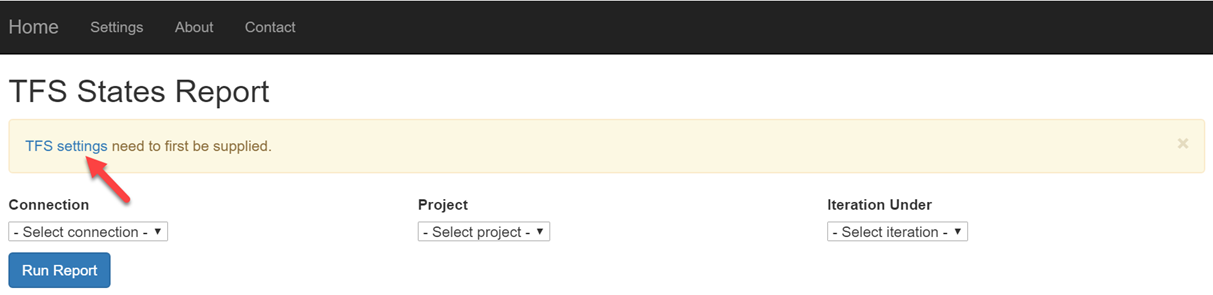 Home Settings About Contact
TFS States Report
TFS settings need to first be supplied. ×
Connection Project Iteration Under
- Select connection - ▼ - Select project - ▼ - Select iteration - ▼
Run Report